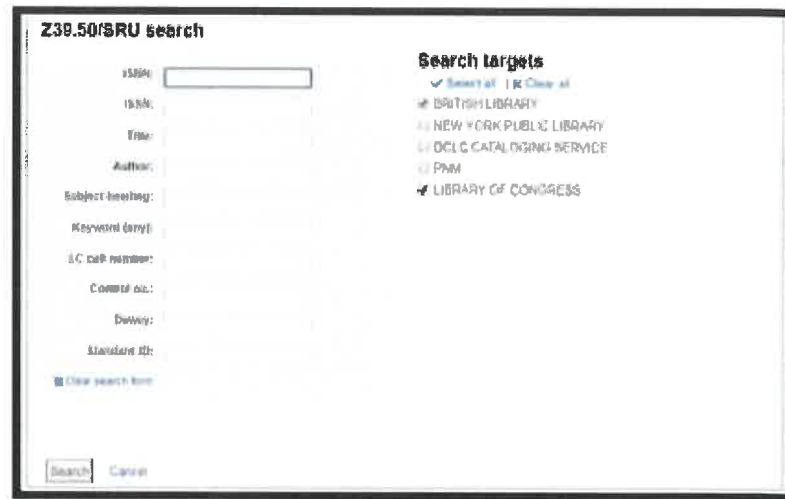 Z39.50/SRU search
ISBN:
ISSN:
Title:
Author:
Subject heading:
Keyword (any):
LC call number:
Control no.:
Dewey:
Standard ID:
Clear search form
Search Cancel
Search targets
Select all | Clear all
BRITISH LIBRARY
NEW YORK PUBLIC LIBRARY
OCLC CATALOGING SERVICE
PNM
LIBRARY OF CONGRESS